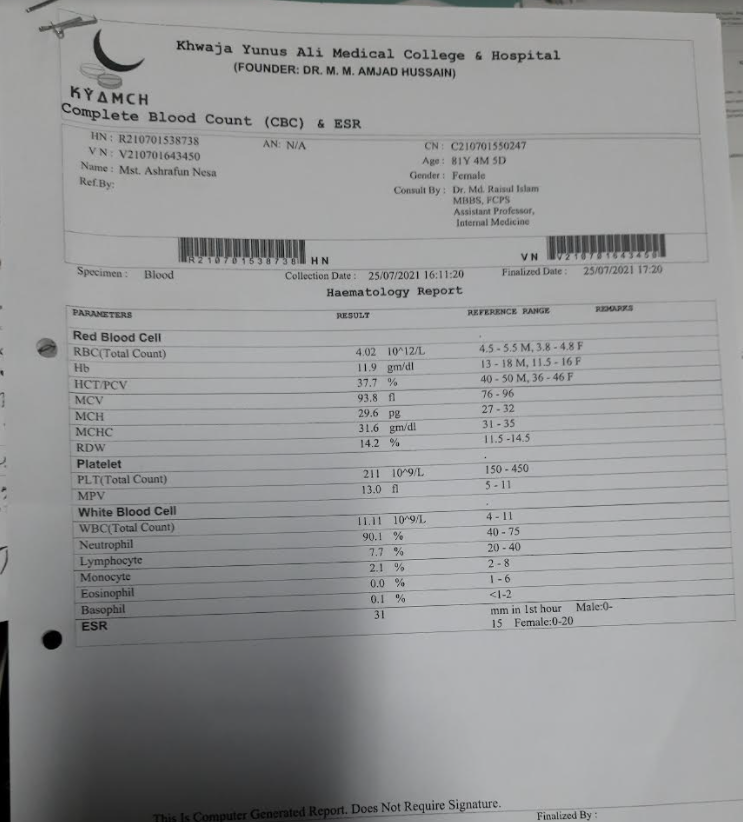 Khwaja Yunus Ali Medical College & Hospital
(FOUNDER: DR. M. M. AMJAD HUSSAIN)
KYAMCH
Complete Blood Count (CBC) & ESR
HN : R210701538738 AN: N/A CN : C210701550247
VN : V210701643450 Age : 81Y 4M 5D
Name : Mst. Ashrafun Nesa Gender : Female
Ref.By: Consult By : Dr. Md. Raisul Islam
MBBS, FCPS
Assistant Professor,
Internal Medicine
R210701538738 HN VN V210701643450
Specimen : Blood Collection Date : 25/07/2021 16:11:20 Finalized Date : 25/07/2021 17:20
Haematology Report
PARAMETERS RESULT REFERENCE RANGE REMARKS
Red Blood Cell
RBC(Total Count) 4.02 10^12/L 4.5 - 5.5 M, 3.8 - 4.8 F
Hb 11.9 gm/dl 13 - 18 M, 11.5 - 16 F
HCT/PCV 37.7 % 40 - 50 M, 36 - 46 F
MCV 93.8 fl 76 - 96
MCH 29.6 pg 27 - 32
MCHC 31.6 gm/dl 31 - 35
RDW 14.2 % 11.5 -14.5
Platelet
PLT(Total Count) 211 10^9/L 150 - 450
MPV 13.0 fl 5 - 11
White Blood Cell
WBC(Total Count) 11.11 10^9/L 4 - 11
Neutrophil 90.1 % 40 - 75
Lymphocyte 7.7 % 20 - 40
Monocyte 2.1 % 2 - 8
Eosinophil 0.0 % 1 - 6
Basophil 0.1 % <1-2
ESR 31 mm in 1st hour Male:0-
15 Female:0-20
This Is Computer Generated Report. Does Not Require Signature.
Finalized By :